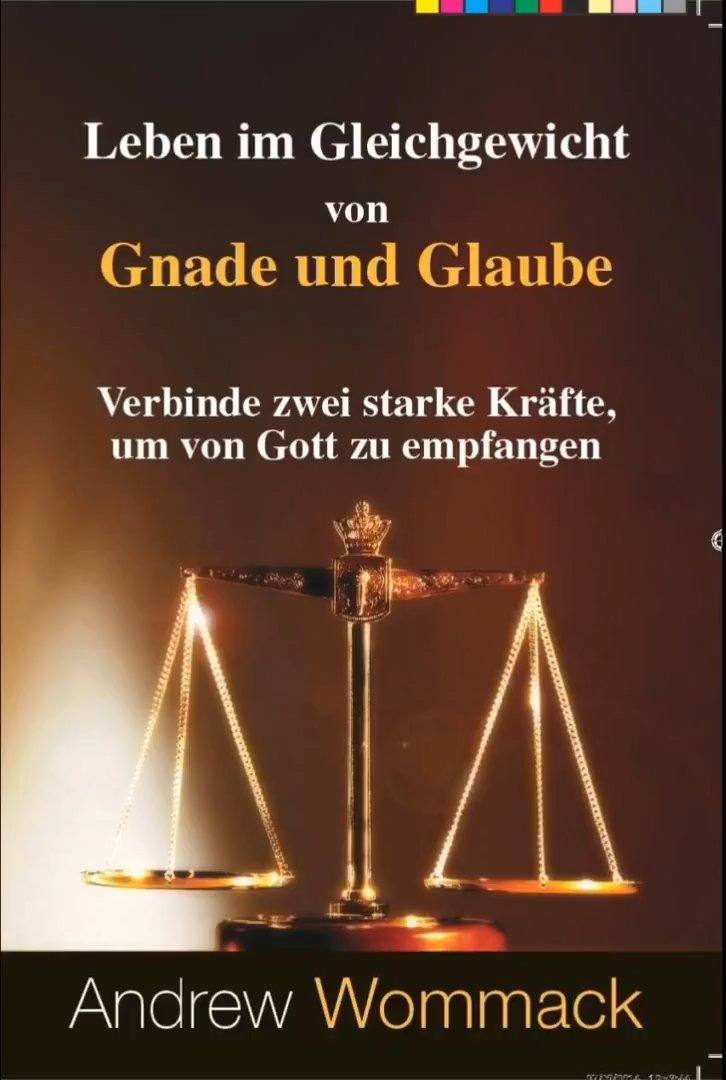 Leben im Gleichgewicht
von
Gnade und Glaube
Verbinde zwei starke Kräfte,
um von Gott zu empfangen
Andrew Wommack